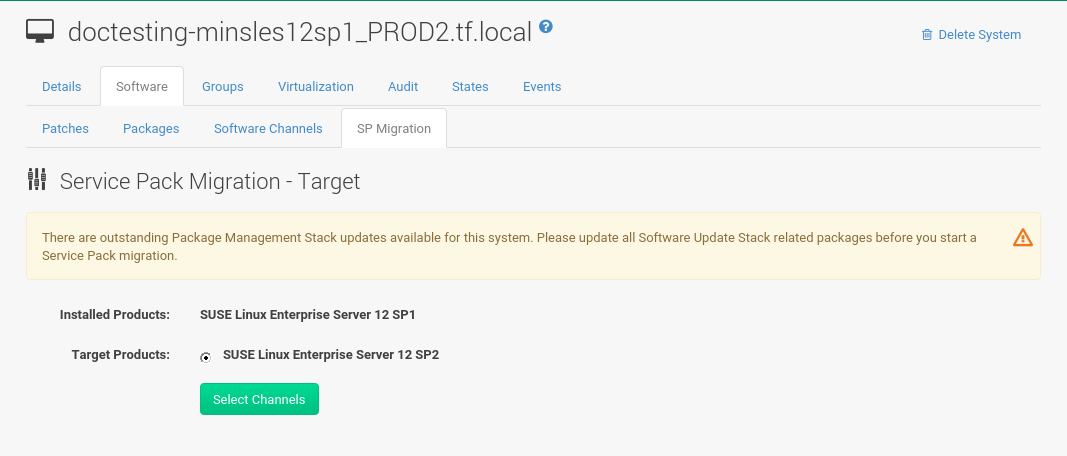 doctesting-minsles12sp1_PROD2.tf.local ?
Delete System
Details Software Groups Virtualization Audit States Events
Patches Packages Software Channels SP Migration
Service Pack Migration - Target
There are outstanding Package Management Stack updates available for this system. Please update all Software Update Stack related packages before you start a
Service Pack migration.
Installed Products: SUSE Linux Enterprise Server 12 SP1
Target Products: SUSE Linux Enterprise Server 12 SP2
Select Channels